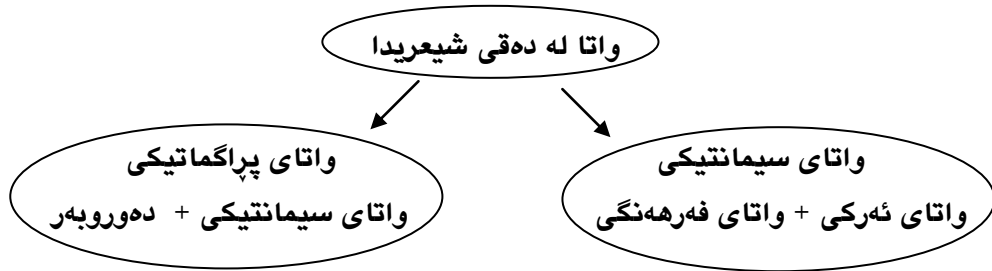 واتا لە دەقی شیعریدا
واتای سیمانتیکی
واتای ئەرکی + واتای فەرهەنگی
واتای پڕاگماتیکی
واتای سیمانتیکی + دەوروبەر